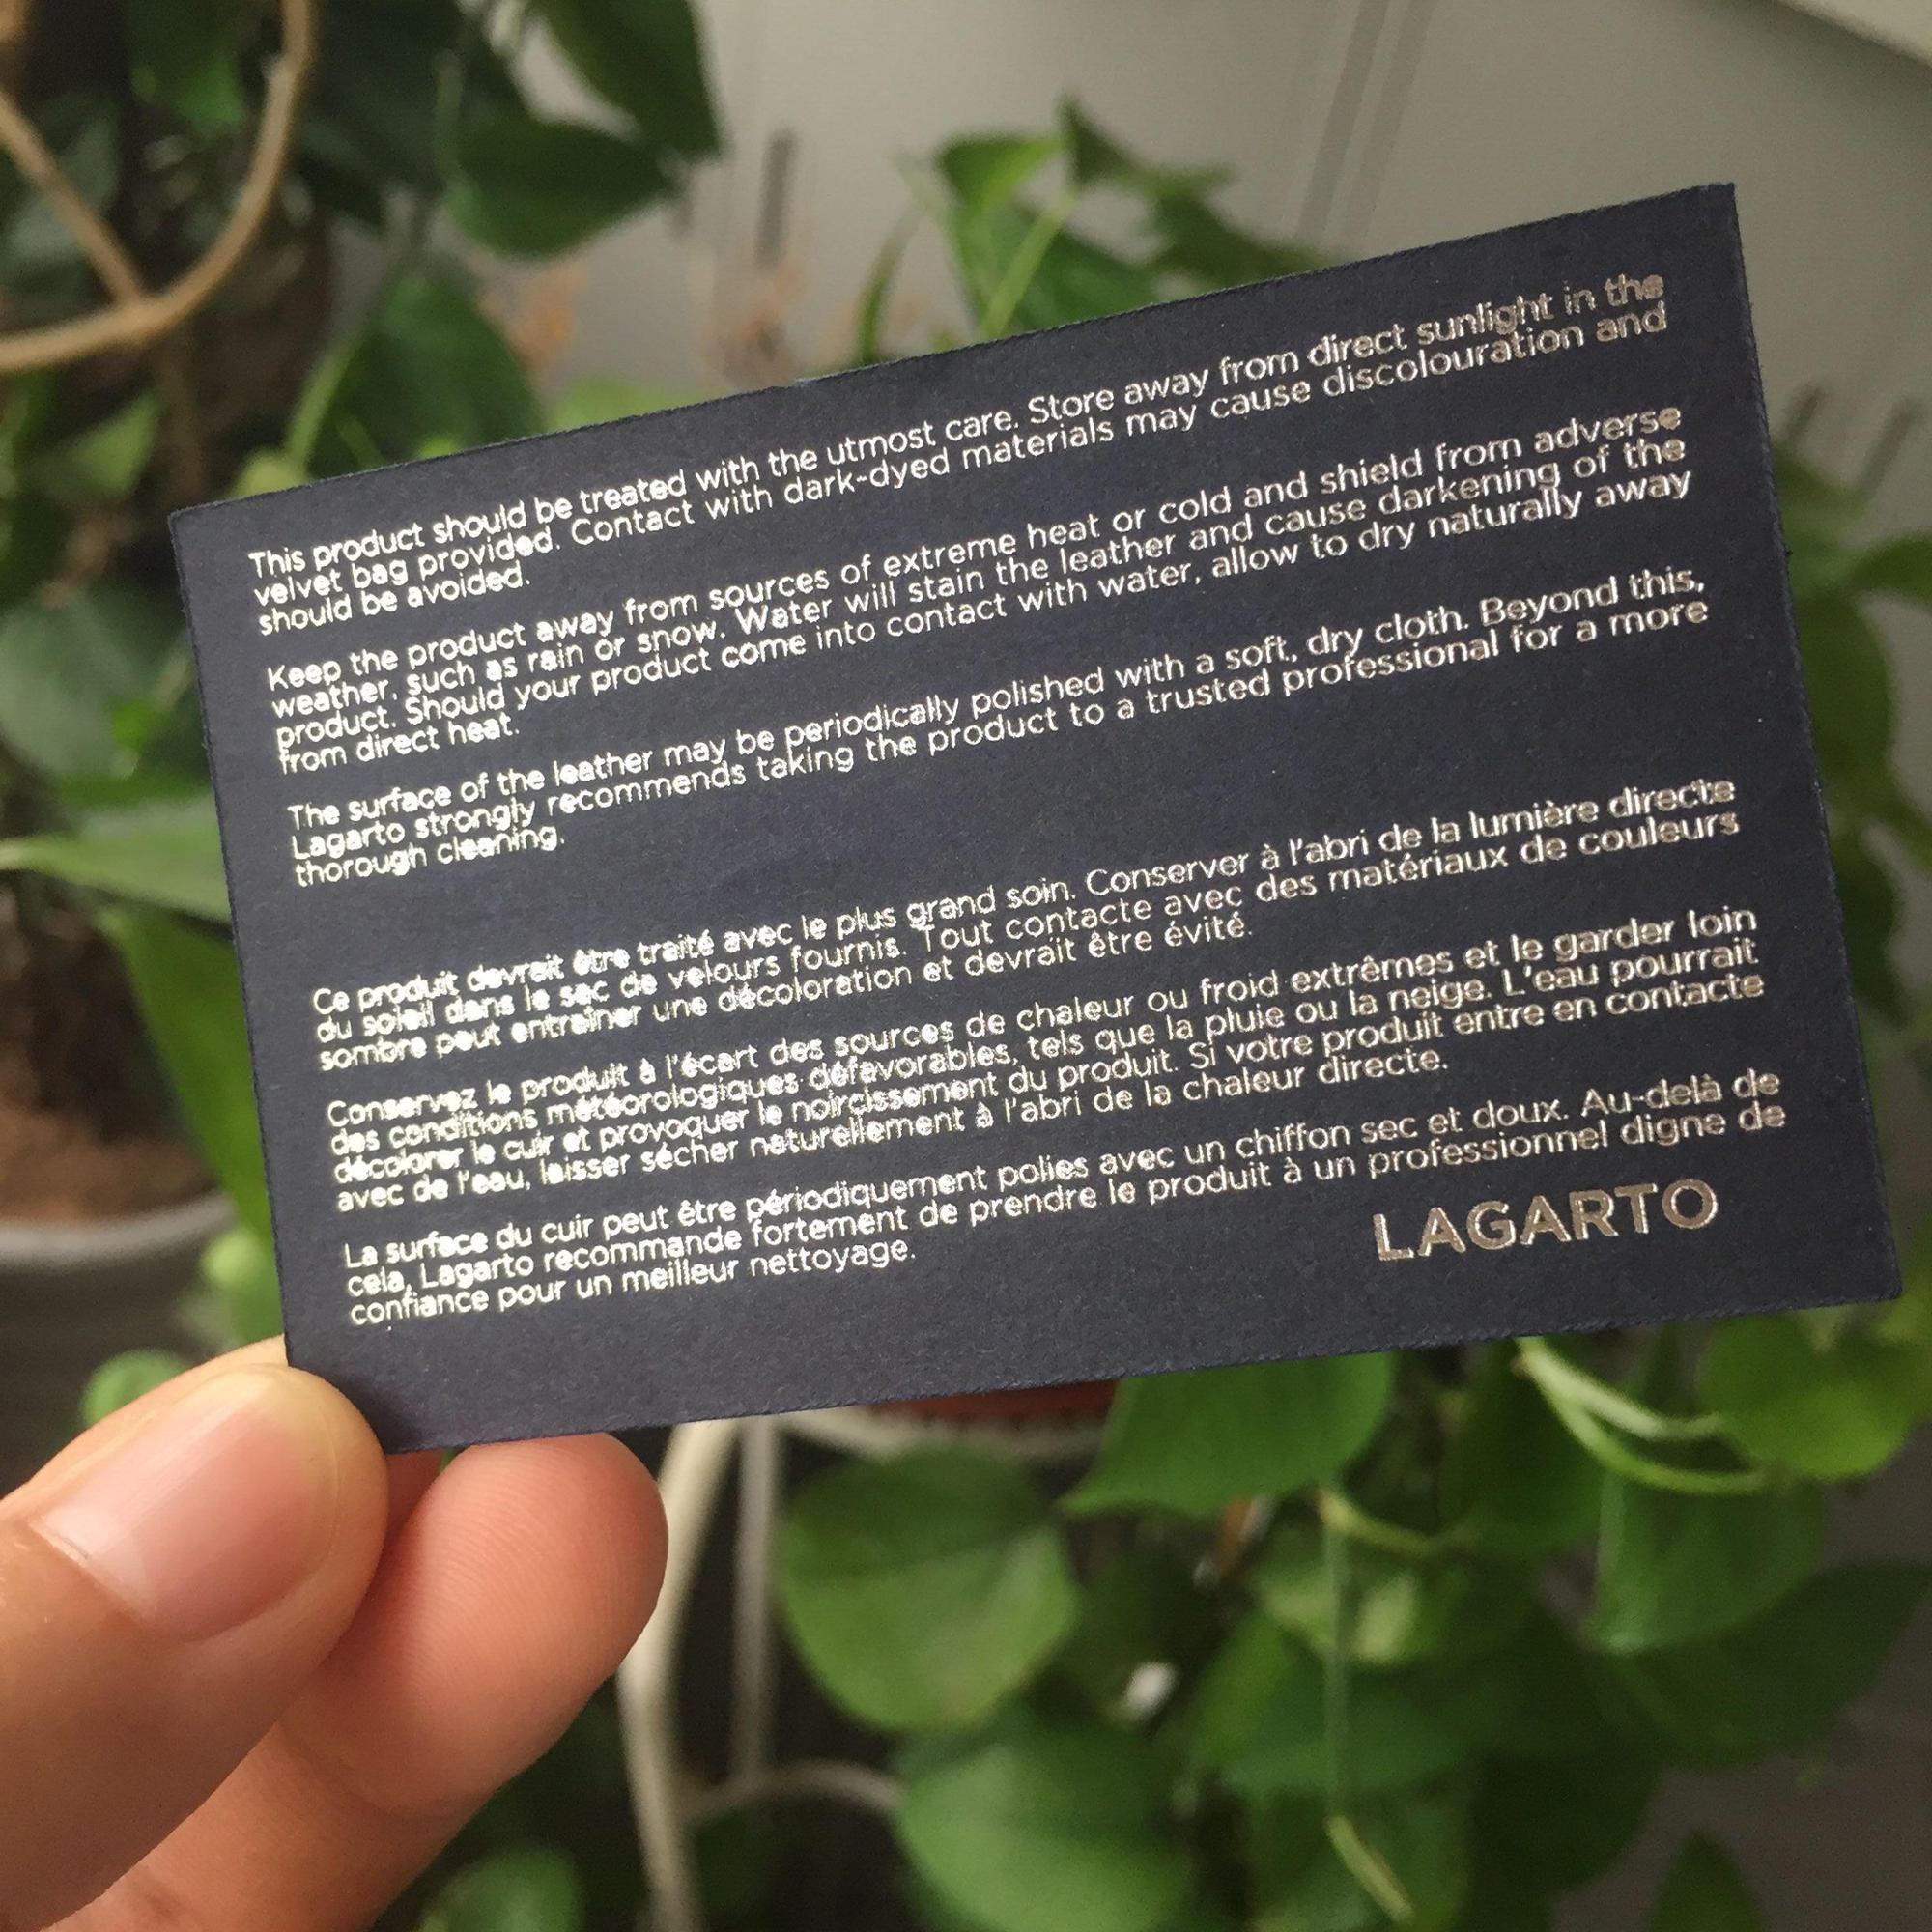 This product should be treated with the utmost care. Store away from direct sunlight in the
velvet bag provided. Contact with dark-dyed materials may cause discolouration and
should be avoided.
Keep the product away from sources of extreme heat or cold and shield from adverse
weather, such as rain or snow. Water will stain the leather and cause darkening of the
product. Should your product come into contact with water, allow to dry naturally away
from direct heat.
The surface of the leather may be periodically polished with a soft, dry cloth. Beyond this,
Lagarto strongly recommends taking the product to a trusted professional for a more
thorough cleaning.
Ce produit devrait être traité avec le plus grand soin. Conserver à l'abri de la lumière directe
du soleil dans le sac de velours fournis. Tout contacte avec des matériaux de couleurs
sombre peut entraîner une décoloration et devrait être évité.
Conservez le produit à l'écart des sources de chaleur ou froid extrêmes et le garder loin
des conditions météorologiques défavorables, tels que la pluie ou la neige. L'eau pourrait
décolorer le cuir et provoquer le noircissement du produit. Si votre produit entre en contacte
avec de l'eau, laisser sécher naturellement à l'abri de la chaleur directe.
La surface du cuir peut être périodiquement polies avec un chiffon sec et doux. Au-delà de
cela, Lagarto recommande fortement de prendre le produit à un professionnel digne de
confiance pour un meilleur nettoyage.
LAGARTO